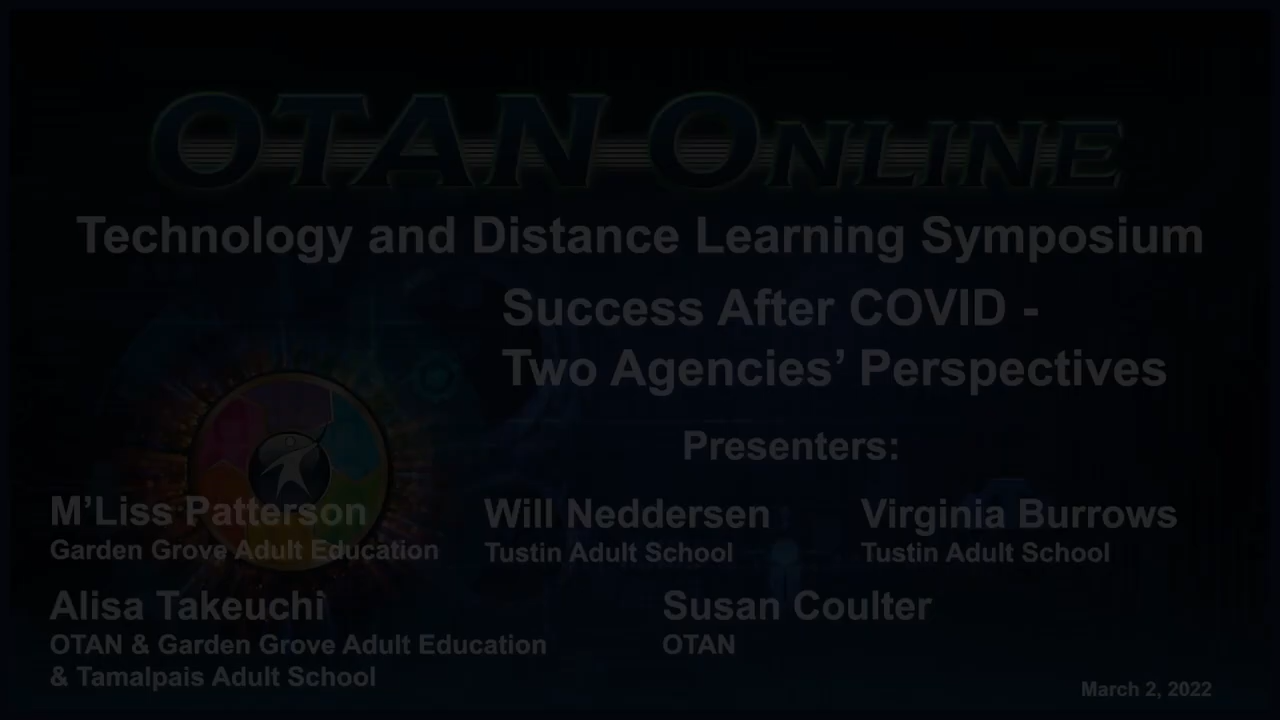 OTAN ONLINE
Technology and Distance Learning Symposium
Success After COVID -
Two Agencies’ Perspectives
Presenters:
M’Liss Patterson
Garden Grove Adult Education
Will Neddersen
Tustin Adult School
Virginia Burrows
Tustin Adult School
Alisa Takeuchi
OTAN & Garden Grove Adult Education
& Tamalpais Adult School
Susan Coulter
OTAN
March 2, 2022